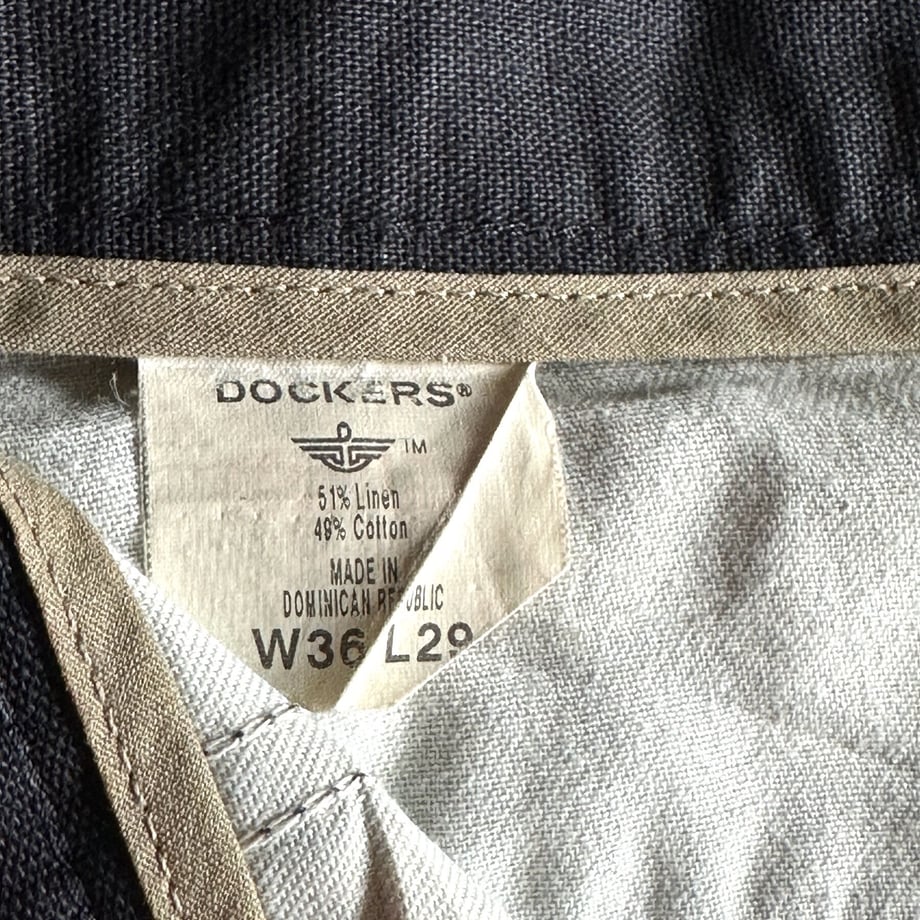 DOCKERS®
TM
51% Linen
49% Cotton
MADE IN
DOMINICAN REPUBLIC
W36 L29